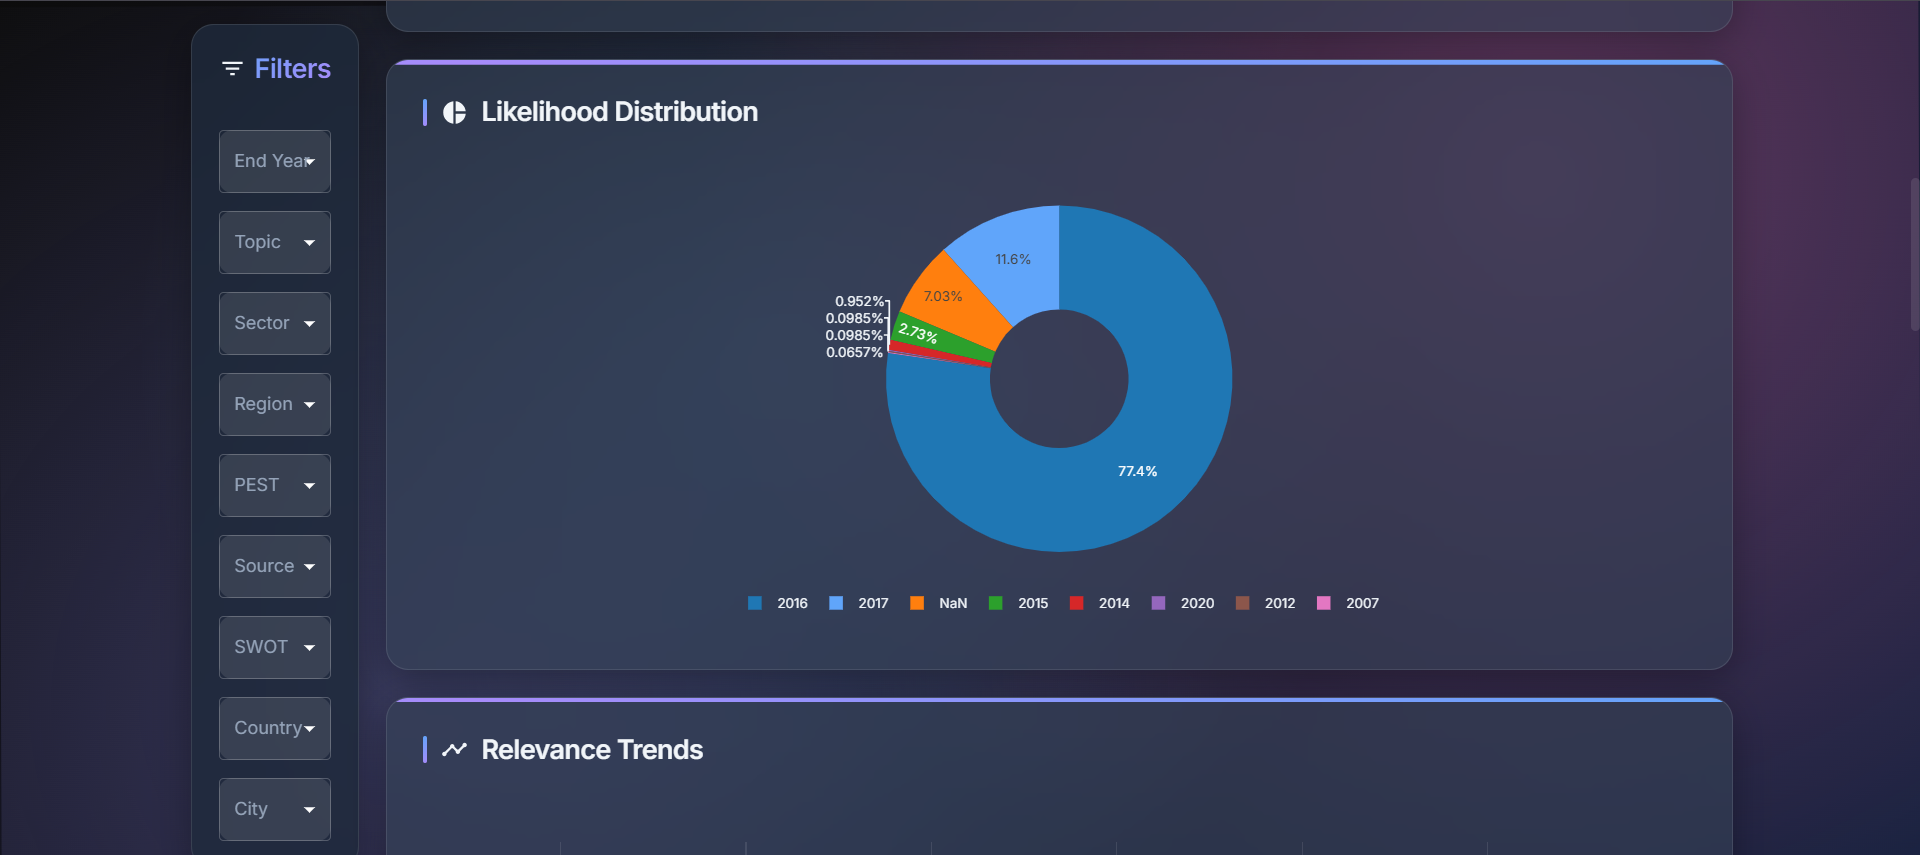 Filters
End Year
Topic
Sector
Region
PEST
Source
SWOT
Country
City
Likelihood Distribution
11.6%
7.03%
0.952%
0.0985%
2.73%
0.0985%
0.0657%
77.4%
2016 2017 NaN 2015 2014 2020 2012 2007
Relevance Trends